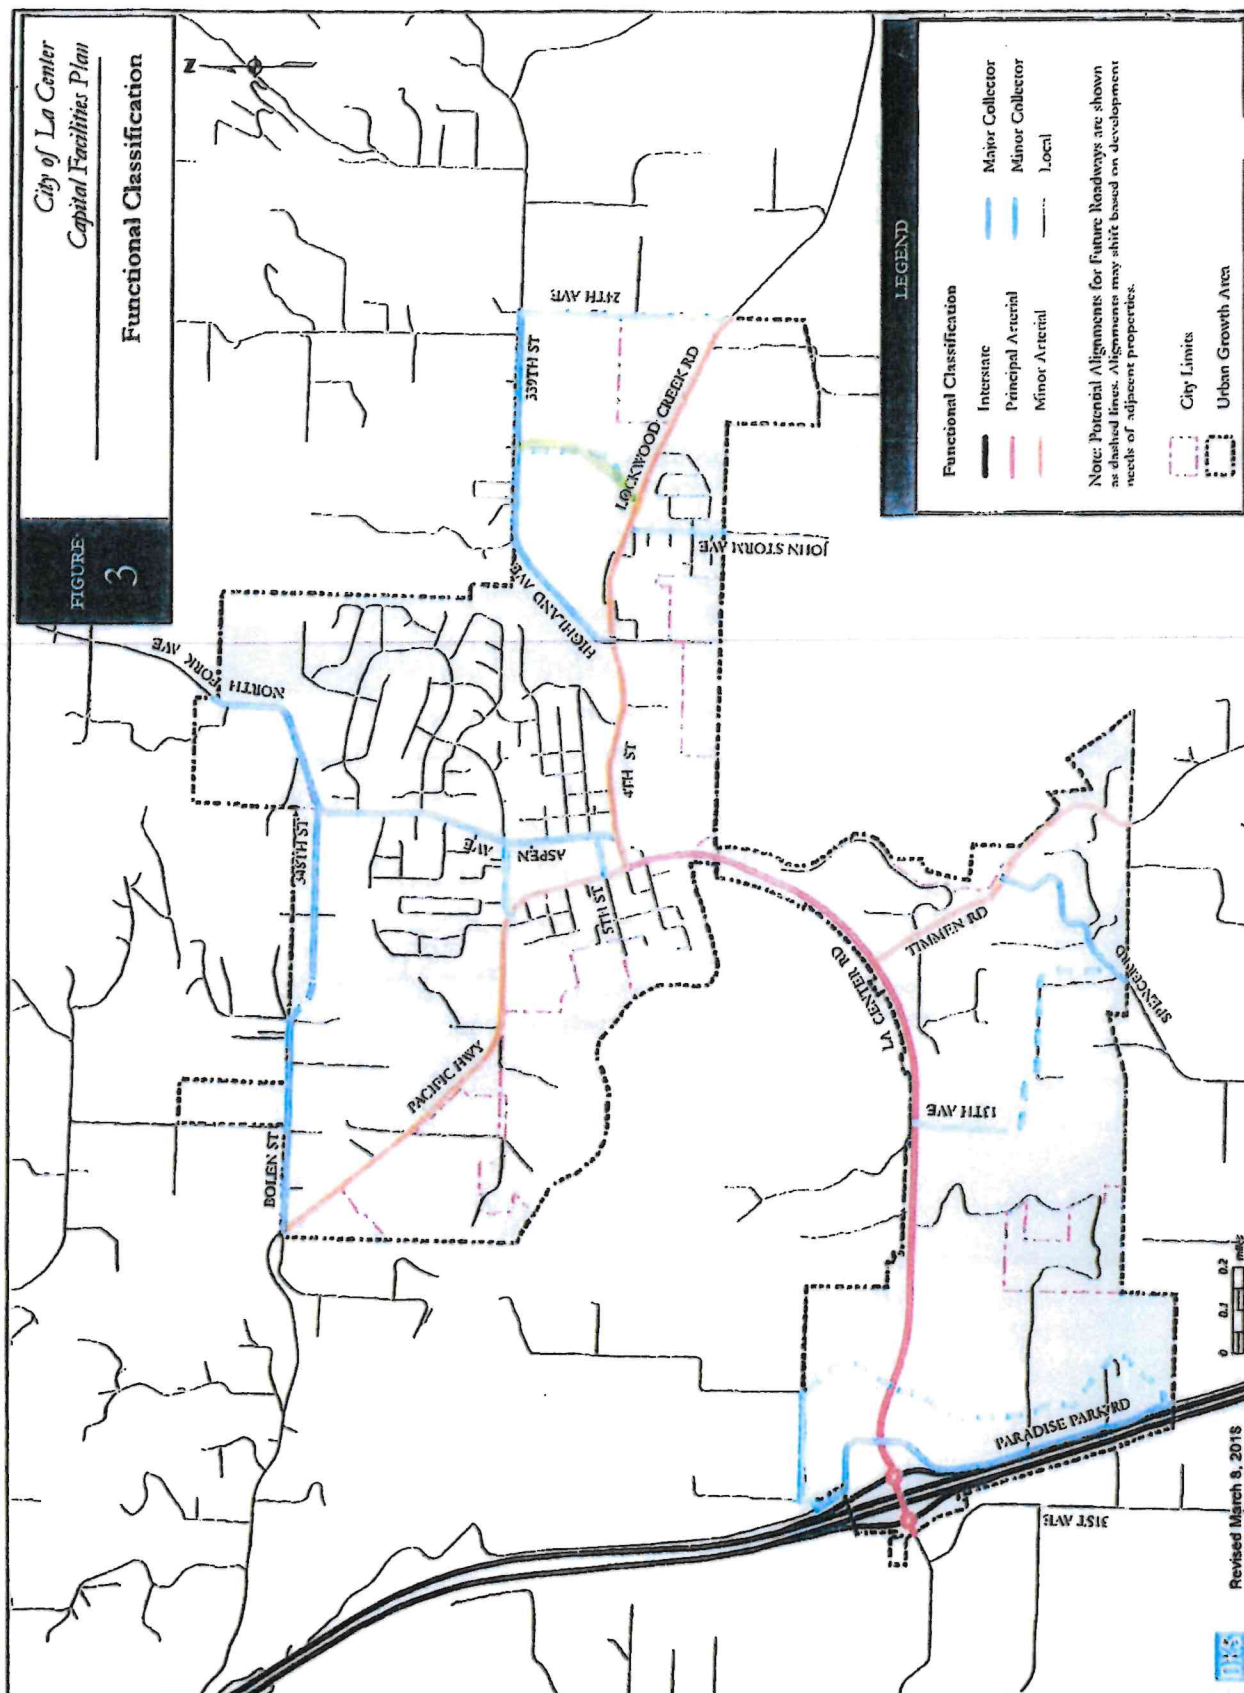 FIGURE
3
City of La Center
Capital Facilities Plan
Functional Classification
N
NORTH FORK AVE
348TH ST
BOLEN ST
PACIFIC HWY
ASPEN AVE
5TH ST
4TH ST
HIGHLAND AVE
339TH ST
24TH AVE
LOCKWOOD CREEK RD
JOHN STORM AVE
LA CENTER RD
TIMMEN RD
SPENCER RD
13TH AVE
PARADISE PARK RD
31ST AVE
LEGEND
Functional Classification
Interstate
Principal Arterial
Minor Arterial
Major Collector
Minor Collector
Local
Note: Potential Alignments for Future Roadways are shown
as dashed lines. Alignments may shift based on development
needs of adjacent properties.
City Limits
Urban Growth Area
0 0.1 0.2
miles
DKS
Revised March 8, 2018